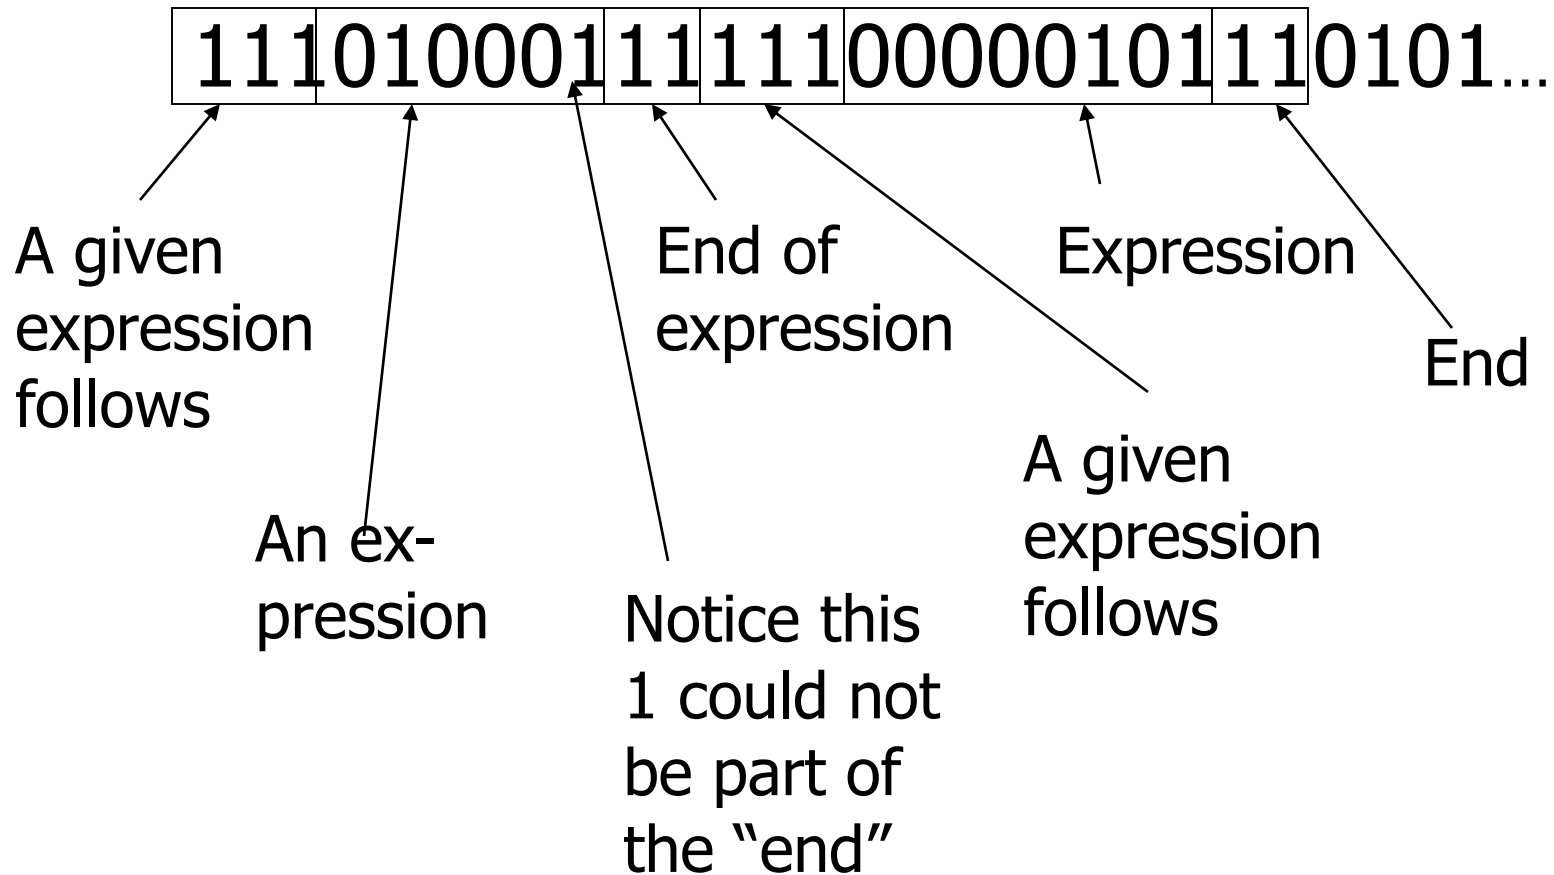 111010001111110000010111 0101...
A given
expression
follows
An ex-
pression
Notice this
1 could not
be part of
the “end”
End of
expression
A given
expression
follows
Expression
End